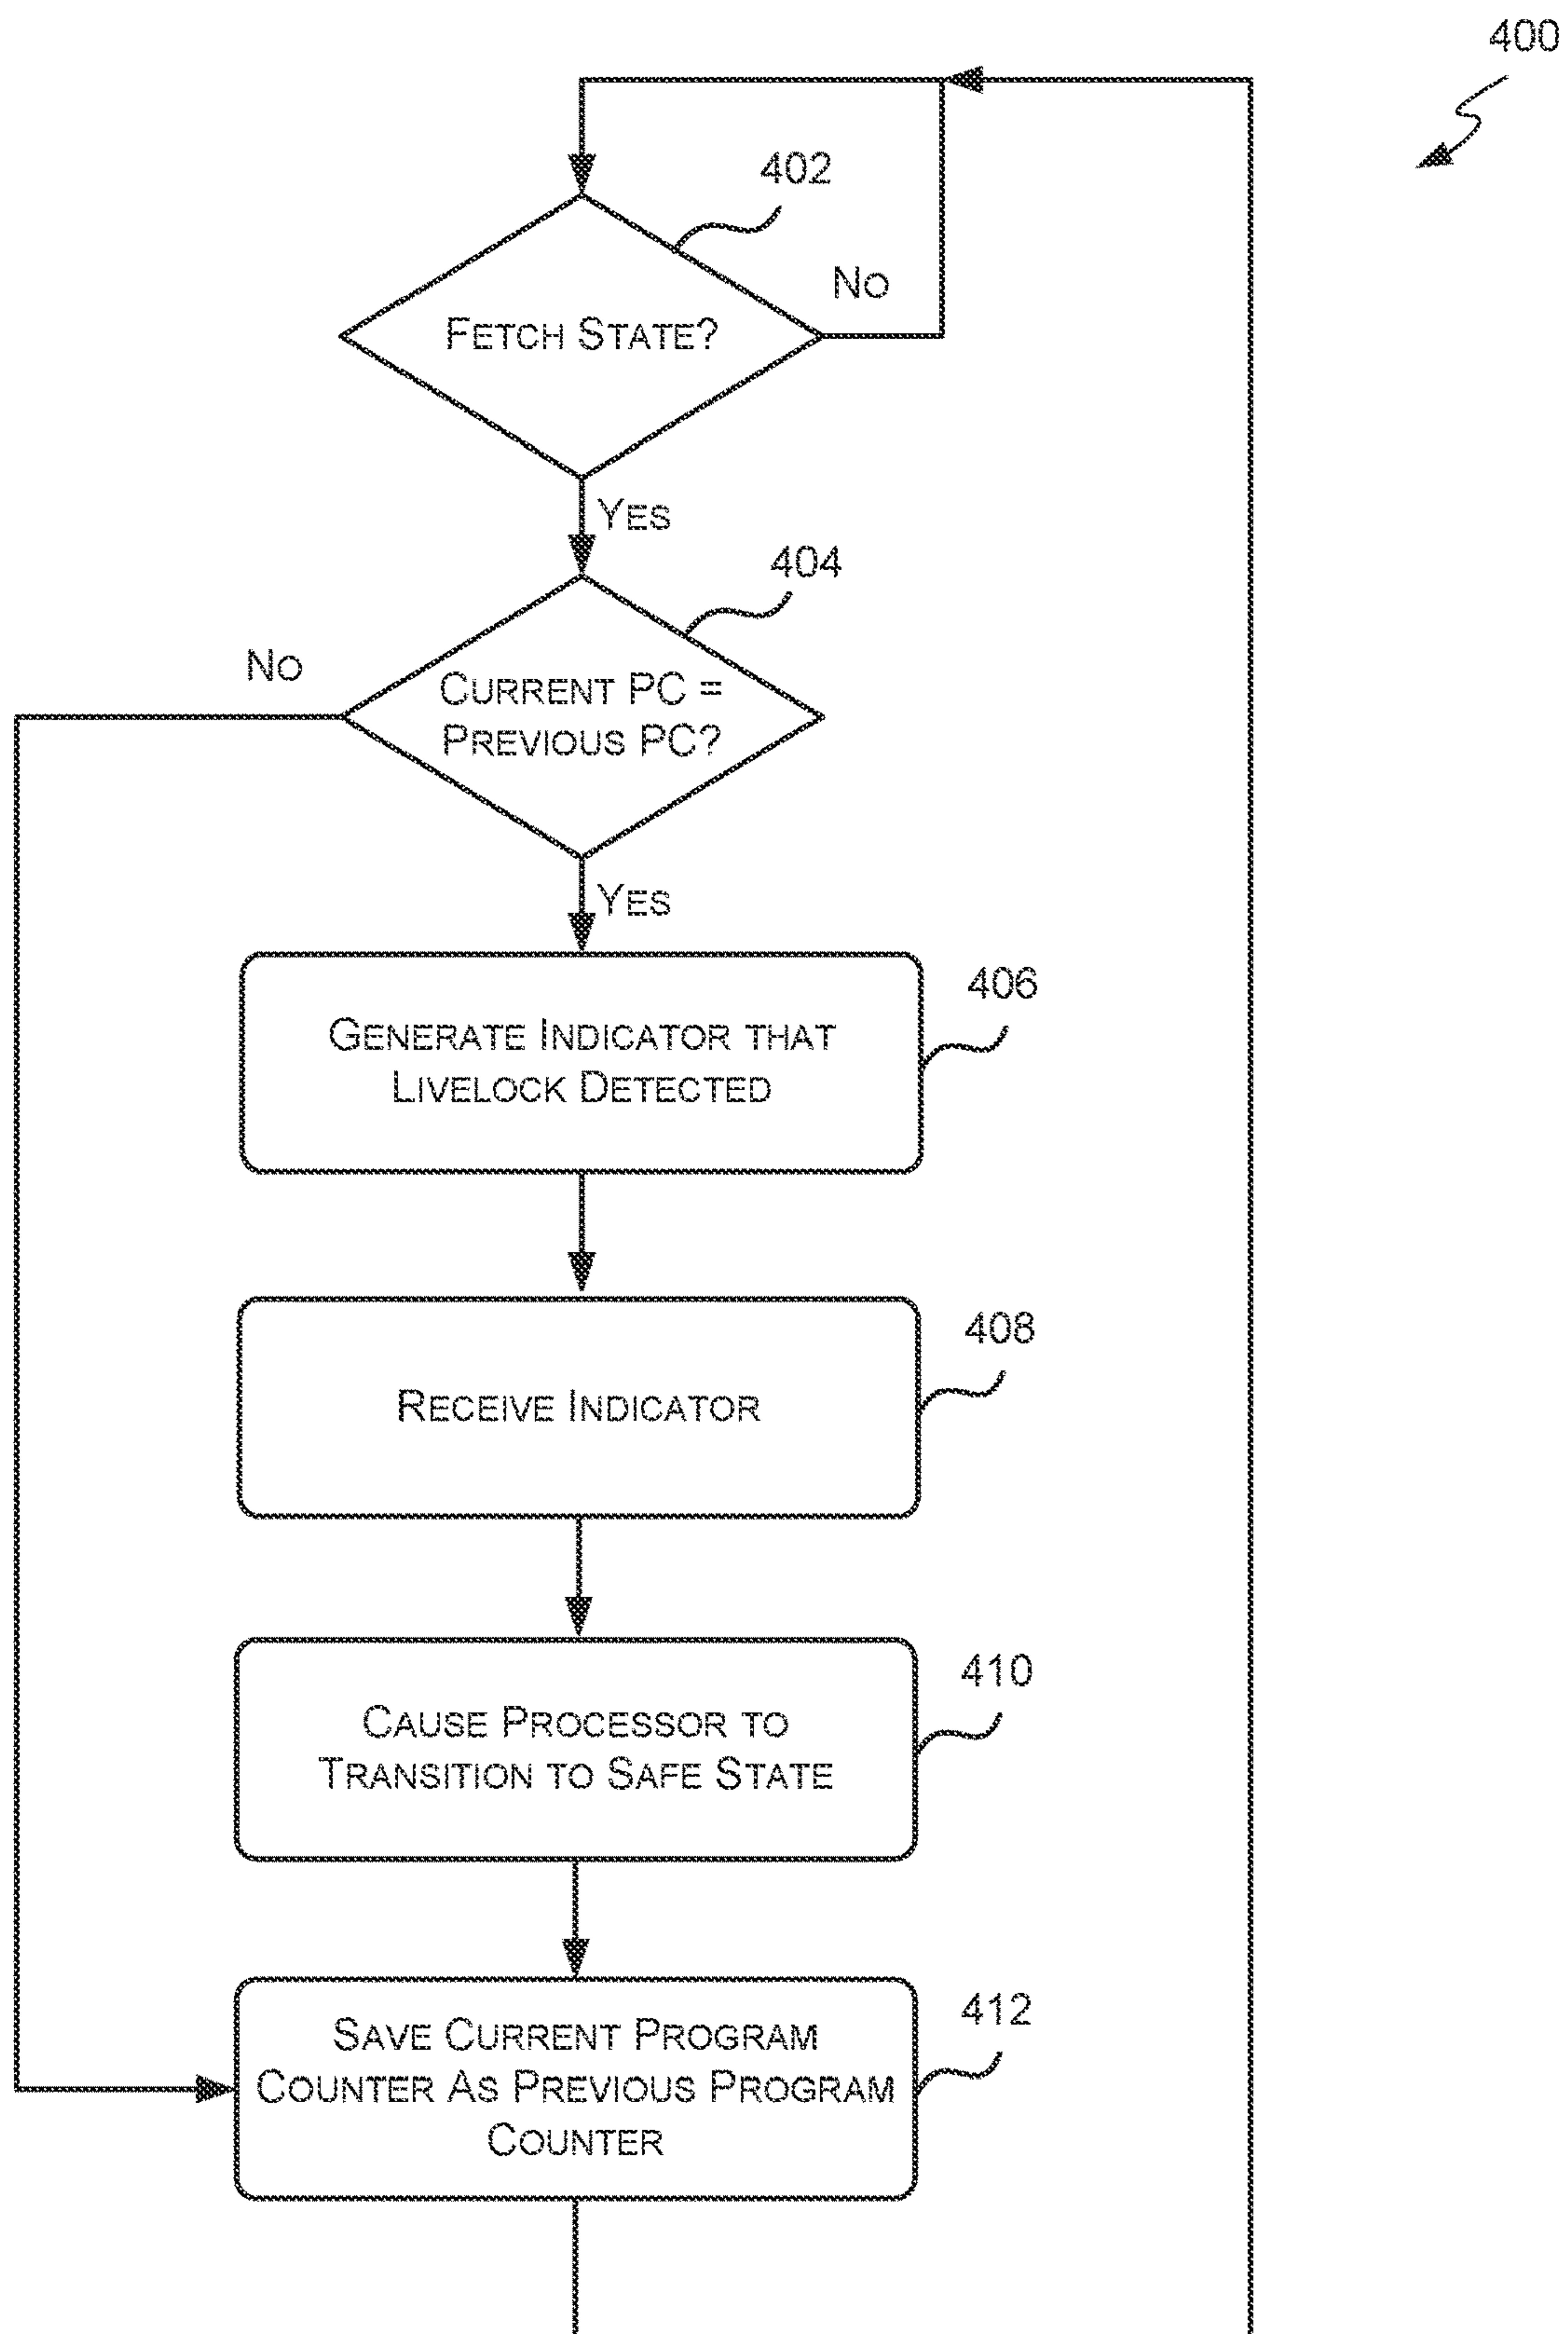 400
402
No
FETCH STATE?
YES
404
No
CURRENT PC =
PREVIOUS PC?
YES
406
GENERATE INDICATOR THAT
LIVELOCK DETECTED
408
RECEIVE INDICATOR
410
CAUSE PROCESSOR TO
TRANSITION TO SAFE STATE
412
SAVE CURRENT PROGRAM
COUNTER AS PREVIOUS PROGRAM
COUNTER